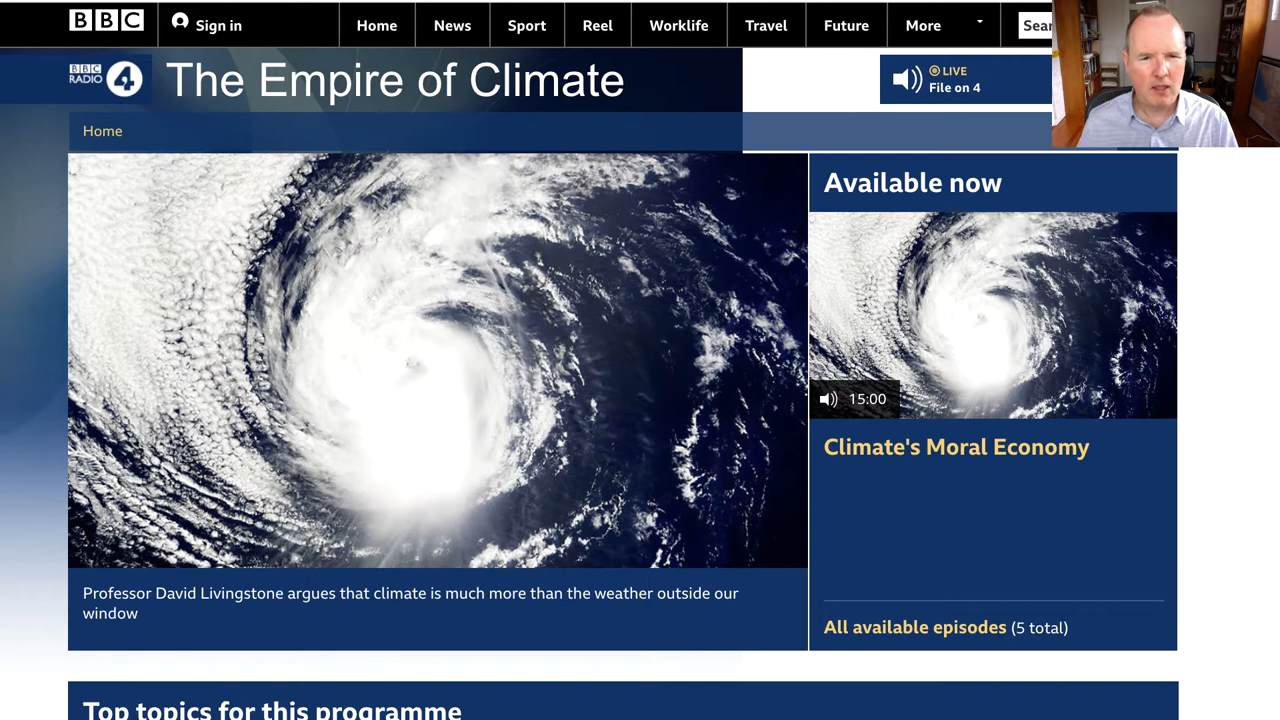 BBC
Sign in
Home
News
Sport
Reel
Worklife
Travel
Future
More
Sear
BBC
RADIO
4
The Empire of Climate
LIVE
File on 4
Home
Available now
15:00
Climate's Moral Economy
Professor David Livingstone argues that climate is much more than the weather outside our
window
All available episodes (5 total)
Top topics for this programme